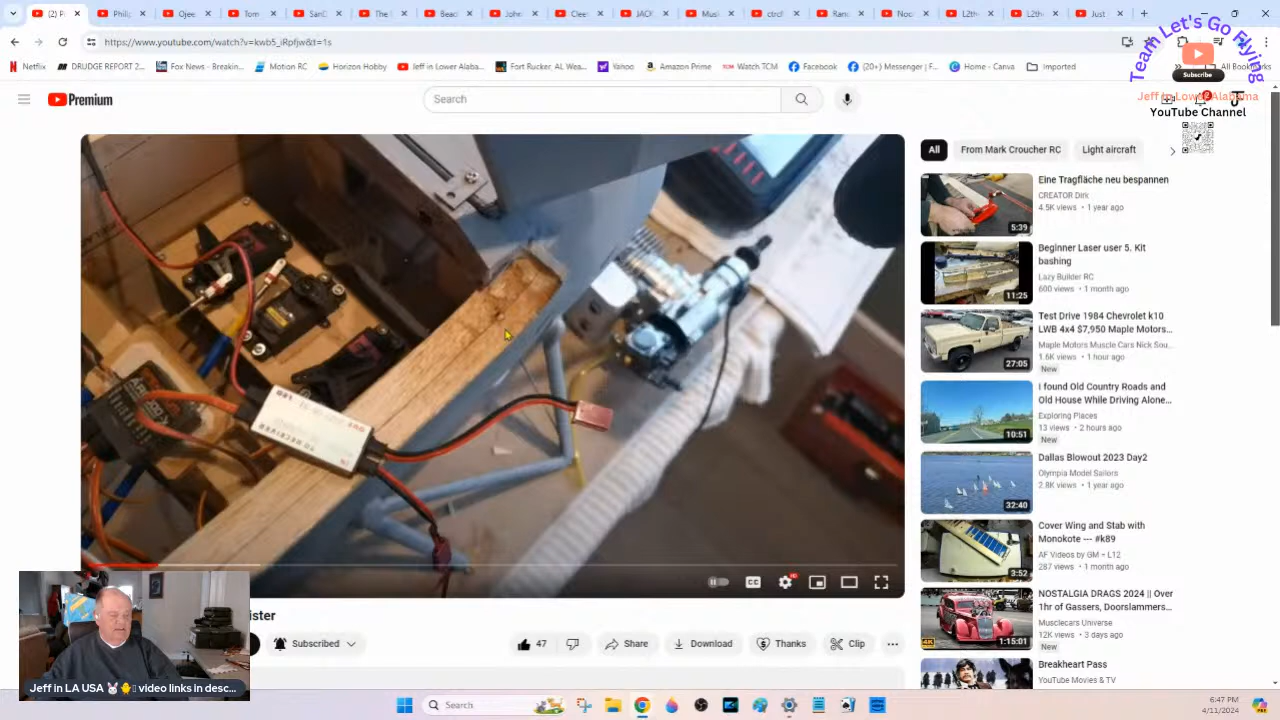 https://www.youtube.com/watch?v=kwb5_iRpfjw&t=1s
Netflix
DRUDGE REPORT 2...
Fox News - Breakin...
Motion RC
Horizon Hobby
Jeff in Lower Alaba...
Fort Rucker, AL Wea...
Yahoo
Amazon Prime
Watch TCM
Facebook
(20+) Messenger | F...
Home - Canva
Imported
Team Let's Go Flying
Subscribe
Jeff in Lower Alabama
YouTube Channel
Premium
Search
All
From Mark Croucher RC
Light aircraft
Eine Tragfläche neu bespannen
CREATOR Dirk
4.5K views • 1 year ago
5:39
Beginner Laser user 5. Kit
bashing
Lazy Builder RC
600 views • 1 month ago
11:25
Test Drive 1984 Chevrolet k10
LWB 4x4 $7,950 Maple Motors...
Maple Motors Muscle Cars Nick Sou...
1.6K views • 1 hour ago
New
27:05
I found Old Country Roads and
Old House While Driving Alone...
Exploring Places
13 views • 2 hours ago
New
10:51
Dallas Blowout 2023 Day2
Olympia Model Sailors
2.8K views • 1 year ago
32:40
Cover Wing and Stab with
Monokote --- #k89
AF Videos by GM – L12
287 views • 1 month ago
3:52
NOSTALGIA DRAGS 2024 || Over
1hr of Gassers, Doorslammers...
Musclecars Universe
12K views • 3 days ago
New
4K
1:15:01
Breakheart Pass
YouTube Movies & TV
CC
HD
ister
Subscribed
47
Share
Download
Thanks
Clip
Jeff in LA USA 🐰🐥 video links in desc...
Search
6:47 PM
4/11/2024